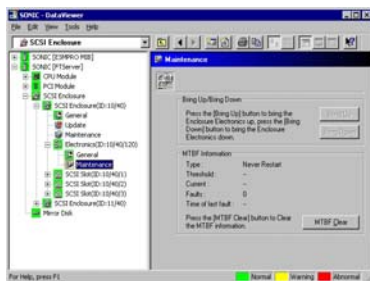 SONIC - DataViewer
File Edit View Tools Help
SCSI Enclosure
SONIC [ESMPRO MIB]
SONIC [FTServer]
CPU Module
PCI Module
SCSI Enclosure
SCSI Enclosure(ID:10/40)
General
Update
Maintenance
Electronics(ID:10/40/120)
General
Maintenance
SCSI Slot(ID:10/40/1)
SCSI Slot(ID:10/40/2)
SCSI Slot(ID:10/40/3)
SCSI Enclosure(ID:11/40)
Mirror Disk
Maintenance
Bring Up/Bring Down
Press the [Bring Up] button to bring the
Enclosure Electronics up, press the [Bring
Down] button to bring the Enclosure
Electronics down.
MTBF Information
Type : Never Restart
Threshold : --
Current : --
Faults : 0
Time of last fault : --
Press the [MTBF Clear] button to Clear
the MTBF information.
MTBF Clear
For Help, press F1
Normal Warning Abnormal